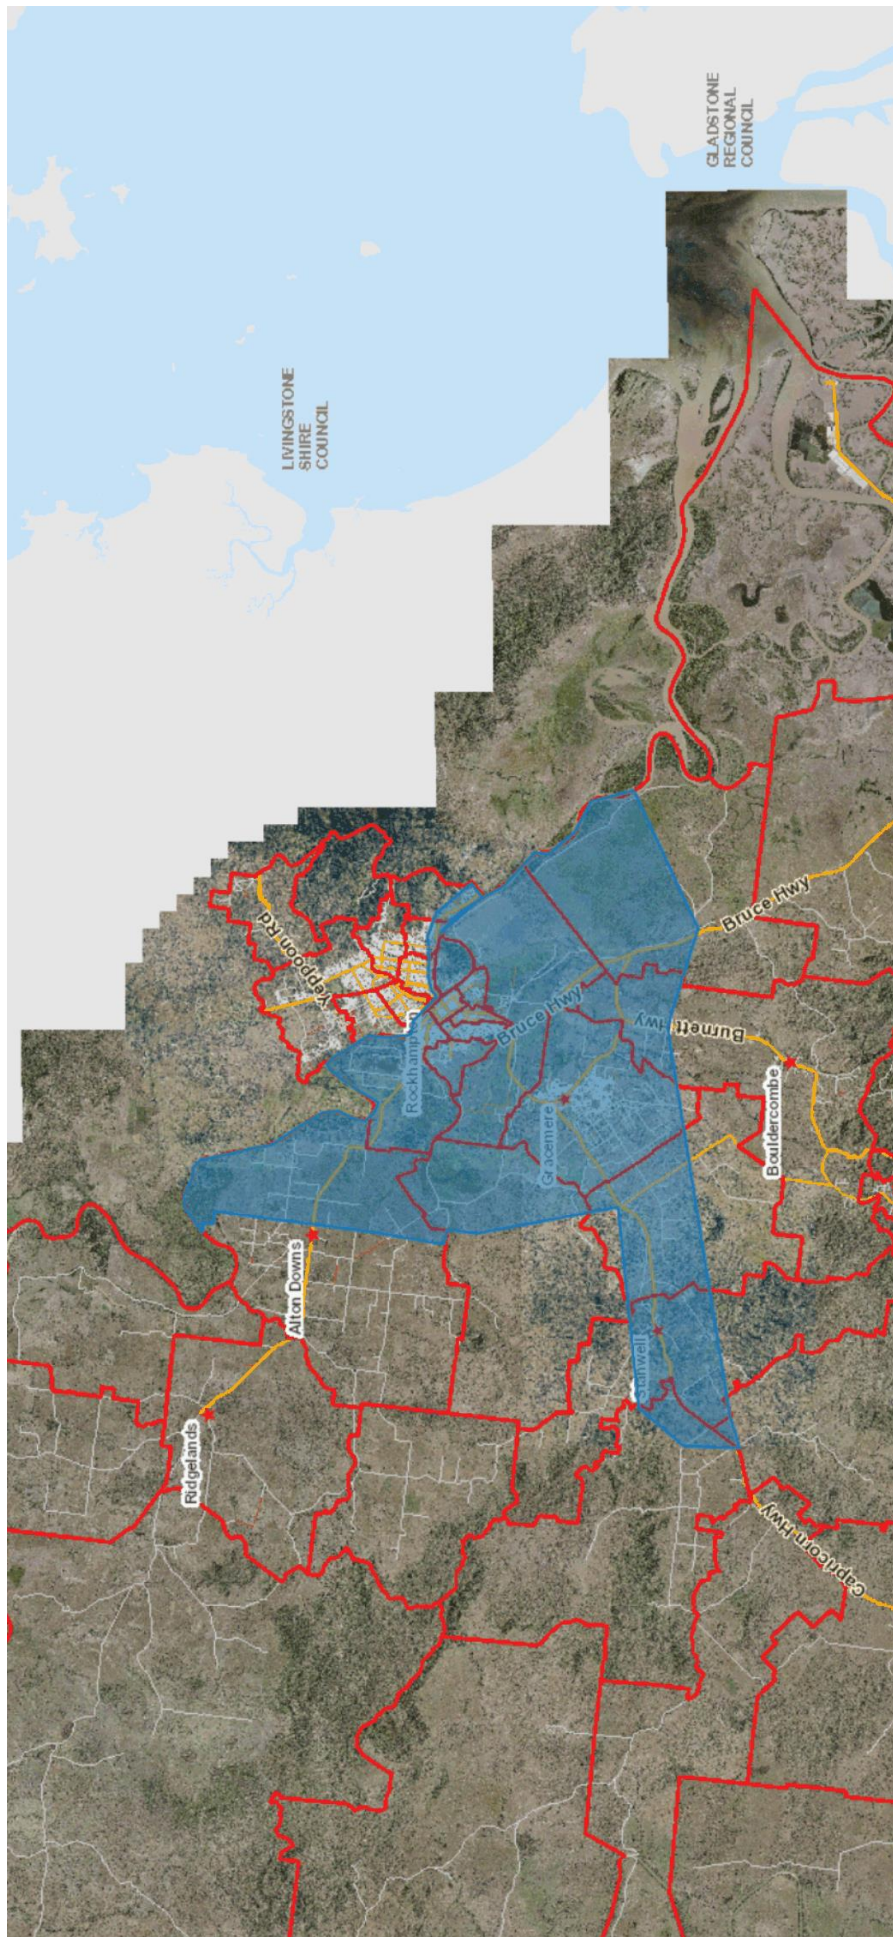 GLADSTONE
REGIONAL
COUNCIL
LIVINGSTONE
SHIRE
COUNCIL
Yeppoon Rd
Bruce Hwy
Bruce Hwy
Burnett Hwy
Rockhampton
Gracemere
Bouldercombe
Alton Downs
Ridgelands
Capricorn Hwy